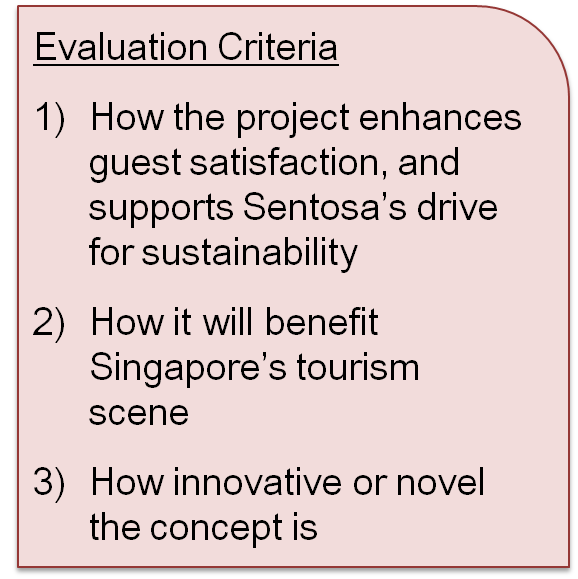 Evaluation Criteria
1) How the project enhances
guest satisfaction, and
supports Sentosa’s drive
for sustainability
2) How it will benefit
Singapore’s tourism
scene
3) How innovative or novel
the concept is